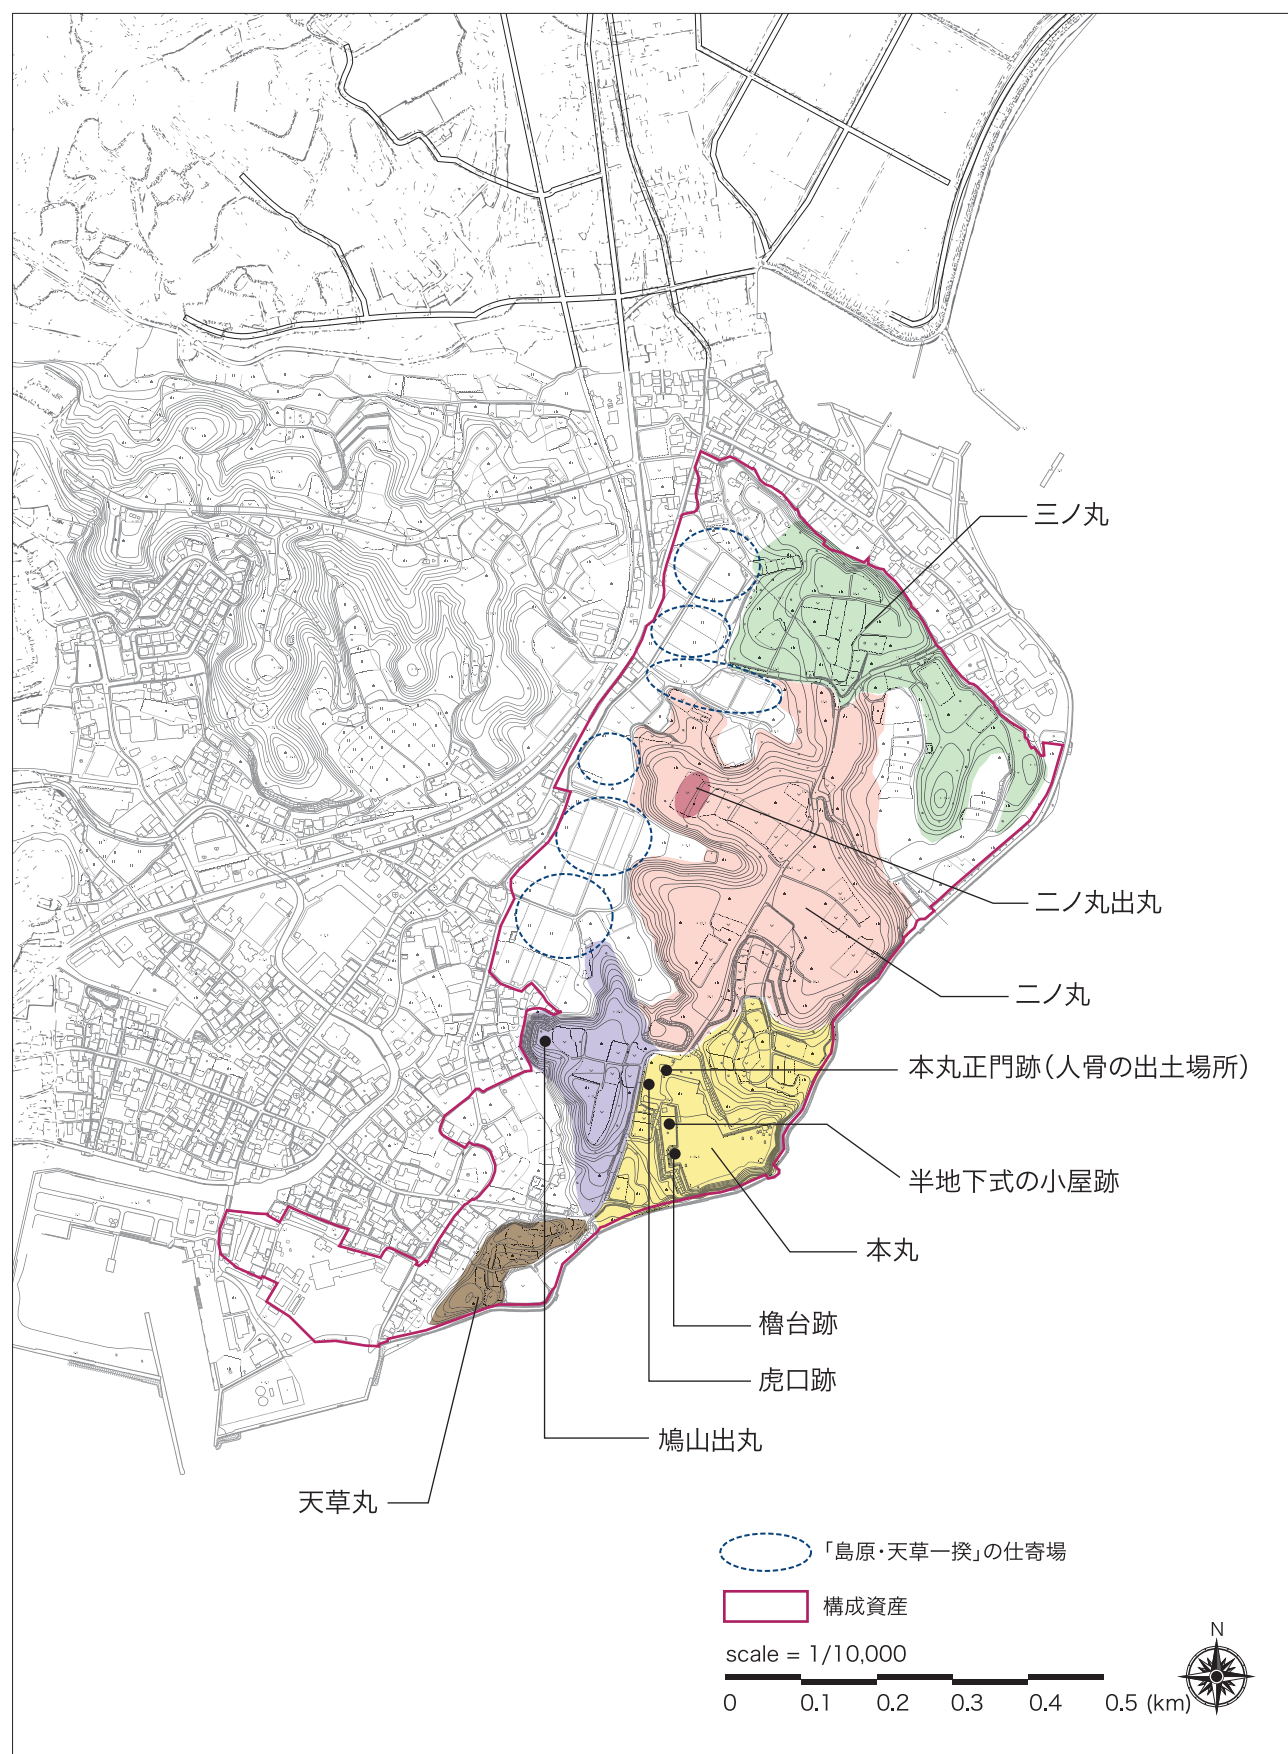 三ノ丸
二ノ丸出丸
二ノ丸
本丸正門跡（人骨の出土場所）
半地下式の小屋跡
本丸
櫓台跡
虎口跡
鳩山出丸
天草丸
「島原・天草一揆」の仕寄場
構成資産
scale = 1/10,000
N
0 0.1 0.2 0.3 0.4 0.5 (km)